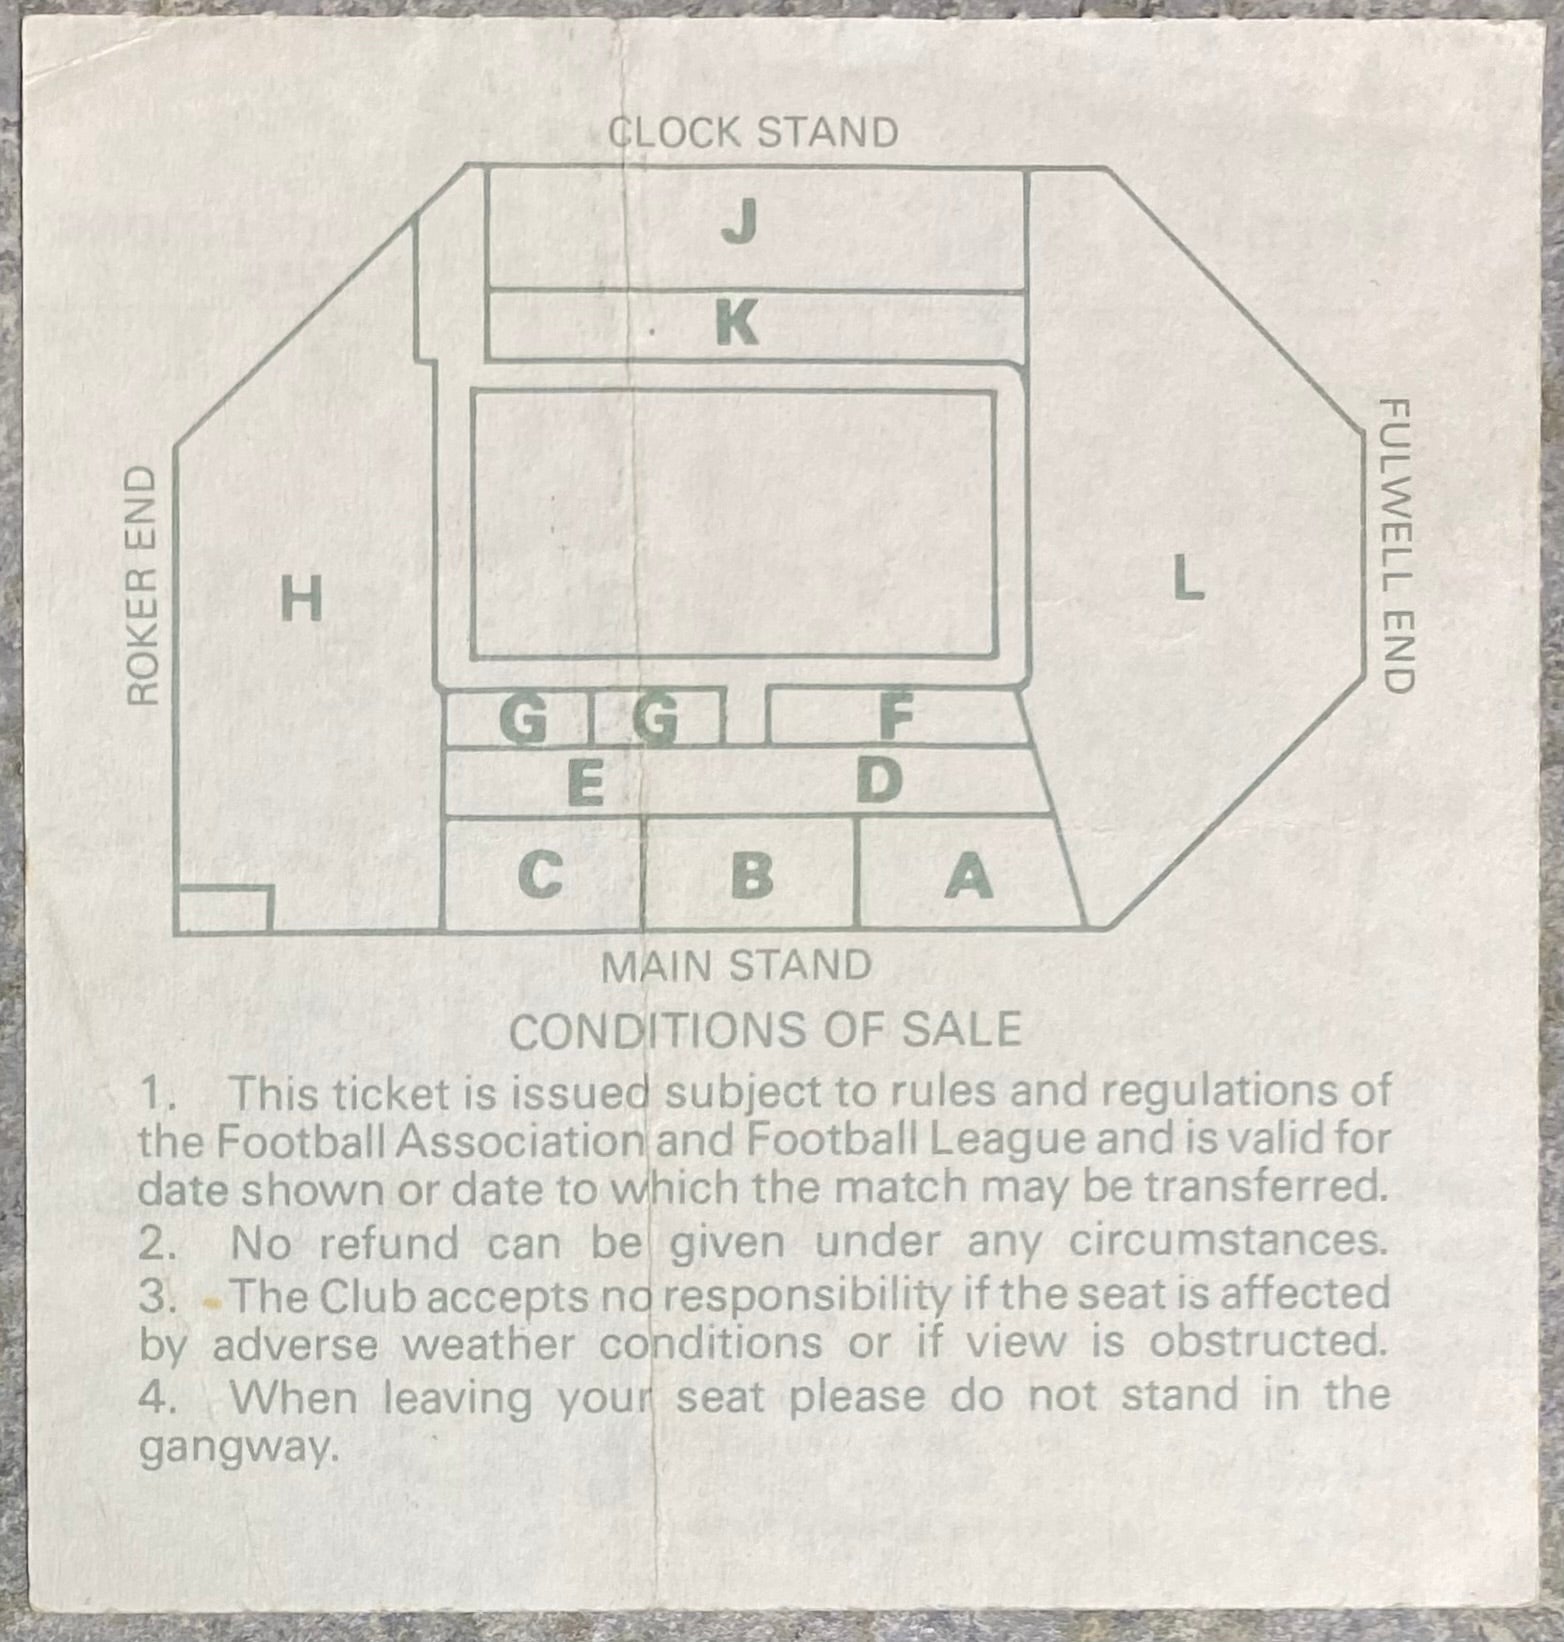 CLOCK STAND
J
K
ROKER END
H
L
FULWELL END
G G F
E D
C B A
MAIN STAND
CONDITIONS OF SALE
1. This ticket is issued subject to rules and regulations of
the Football Association and Football League and is valid for
date shown or date to which the match may be transferred.
2. No refund can be given under any circumstances.
3. The Club accepts no responsibility if the seat is affected
by adverse weather conditions or if view is obstructed.
4. When leaving your seat please do not stand in the
gangway.